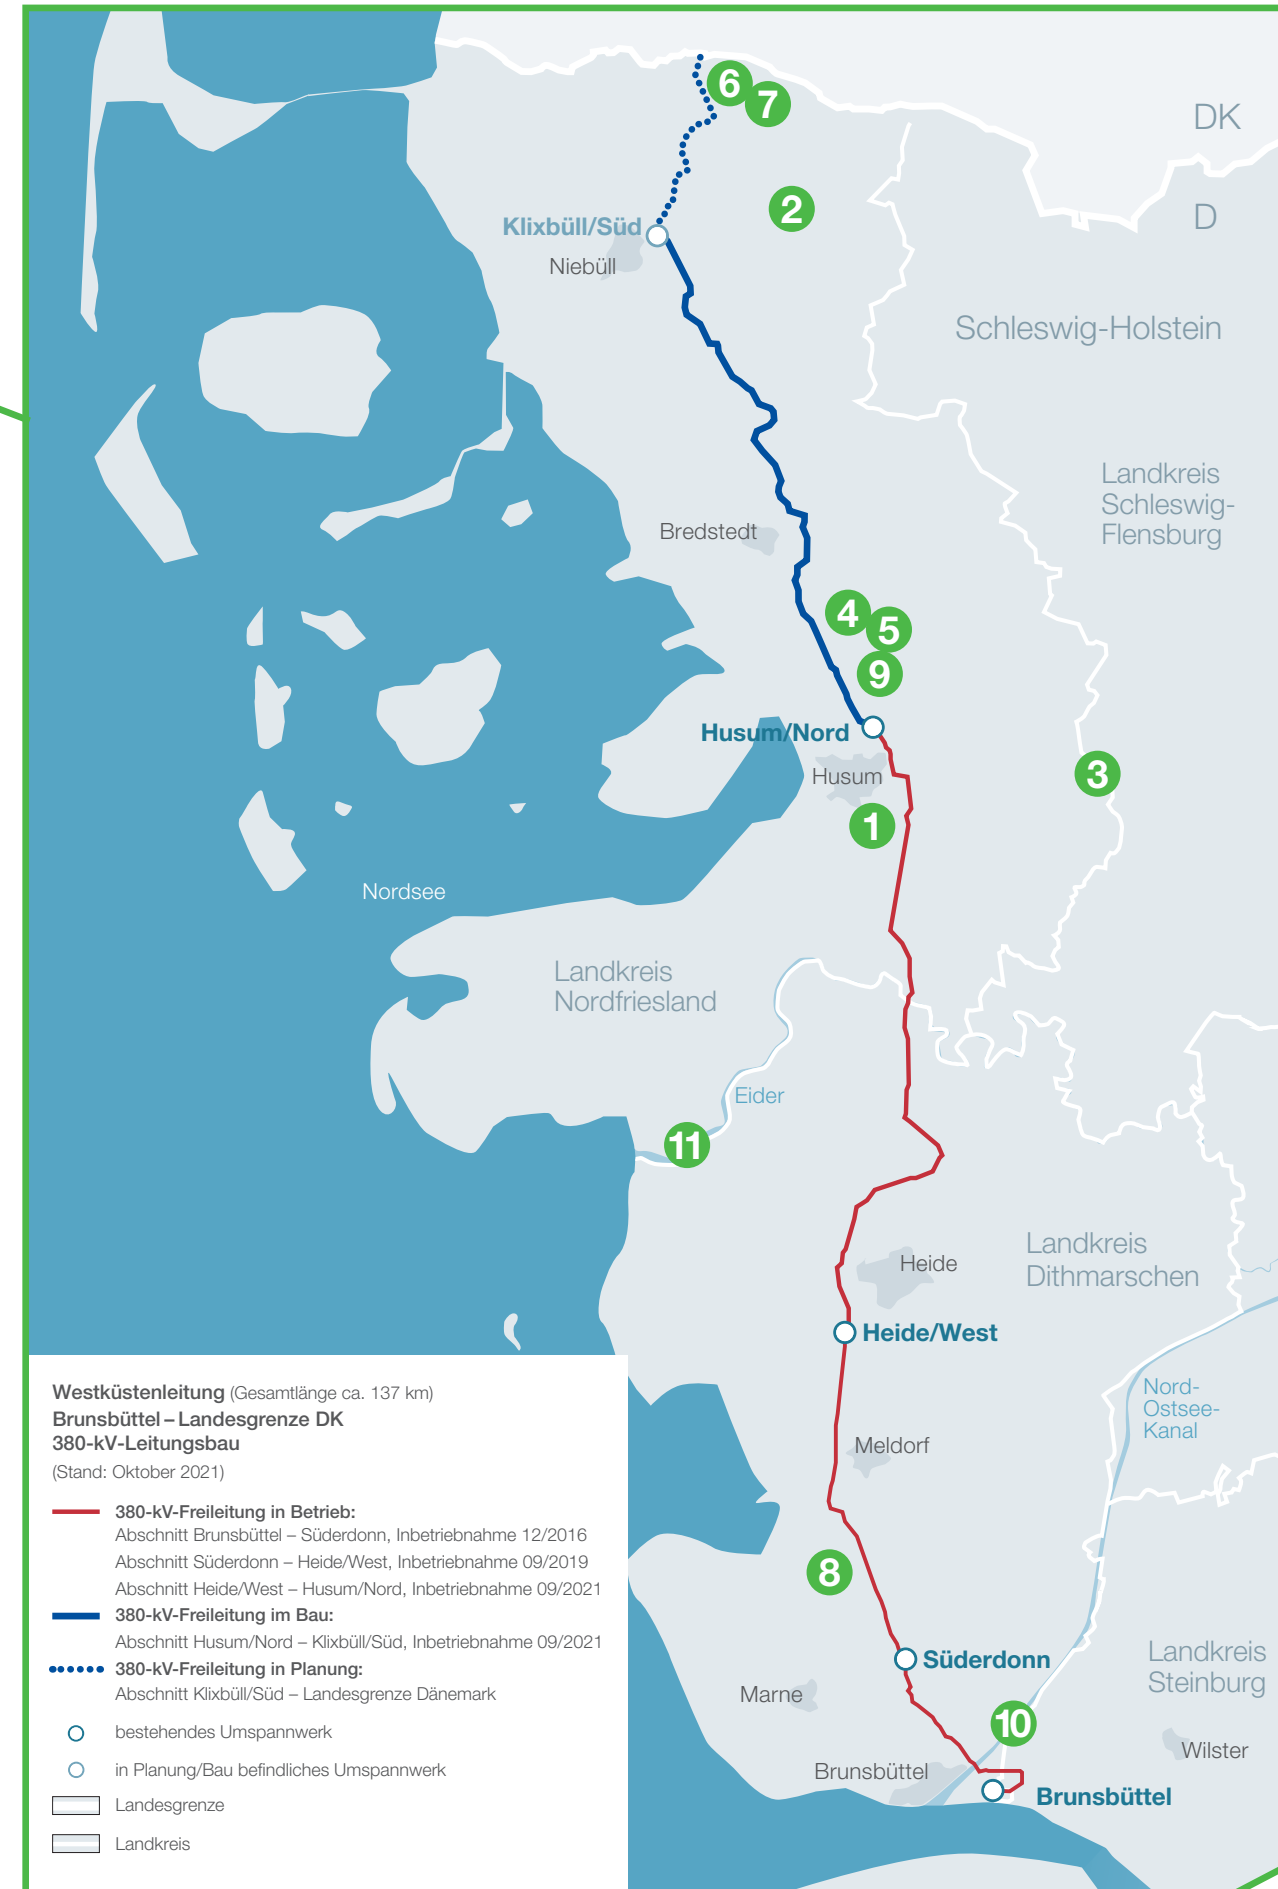 6
7
DK
2
D
Klixbüll/Süd
Niebüll
Schleswig-Holstein
Landkreis
Schleswig-
Flensburg
Bredstedt
4
5
9
Husum/Nord
Husum
3
1
Nordsee
Landkreis
Nordfriesland
Eider
11
Landkreis
Dithmarschen
Heide
Heide/West
Nord-
Ostsee-
Kanal
Meldorf
8
Süderdonn
Landkreis
Steinburg
Marne
10
Wilster
Brunsbüttel
Brunsbüttel
Westküstenleitung (Gesamtlänge ca. 137 km)
Brunsbüttel – Landesgrenze DK
380-kV-Leitungsbau
(Stand: Oktober 2021)
380-kV-Freileitung in Betrieb:
Abschnitt Brunsbüttel – Süderdonn, Inbetriebnahme 12/2016
Abschnitt Süderdonn – Heide/West, Inbetriebnahme 09/2019
Abschnitt Heide/West – Husum/Nord, Inbetriebnahme 09/2021
380-kV-Freileitung im Bau:
Abschnitt Husum/Nord – Klixbüll/Süd, Inbetriebnahme 09/2021
380-kV-Freileitung in Planung:
Abschnitt Klixbüll/Süd – Landesgrenze Dänemark
bestehendes Umspannwerk
in Planung/Bau befindliches Umspannwerk
Landesgrenze
Landkreis